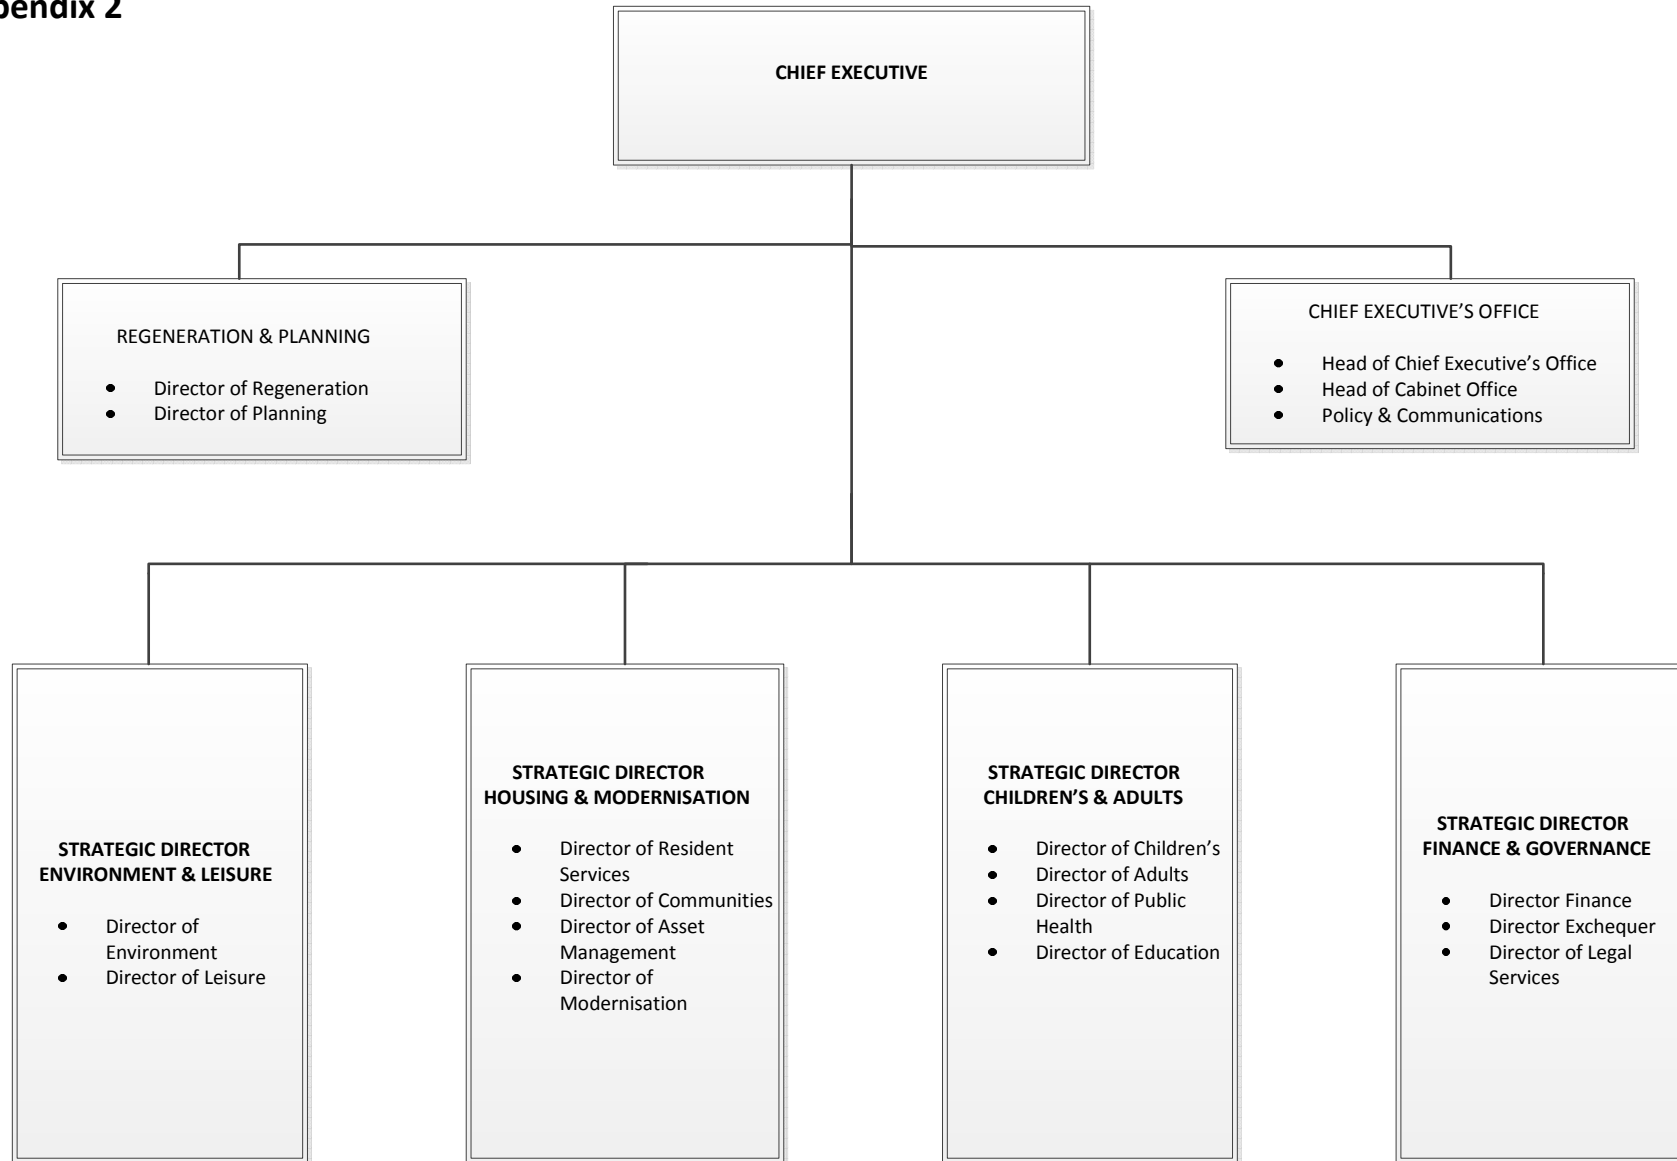 pendix 2
CHIEF EXECUTIVE
REGENERATION & PLANNING
• Director of Regeneration
• Director of Planning
CHIEF EXECUTIVE’S OFFICE
• Head of Chief Executive’s Office
• Head of Cabinet Office
• Policy & Communications
STRATEGIC DIRECTOR
ENVIRONMENT & LEISURE
• Director of
Environment
• Director of Leisure
STRATEGIC DIRECTOR
HOUSING & MODERNISATION
• Director of Resident
Services
• Director of Communities
• Director of Asset
Management
• Director of
Modernisation
STRATEGIC DIRECTOR
CHILDREN’S & ADULTS
• Director of Children’s
• Director of Adults
• Director of Public
Health
• Director of Education
STRATEGIC DIRECTOR
FINANCE & GOVERNANCE
• Director Finance
• Director Exchequer
• Director of Legal
Services